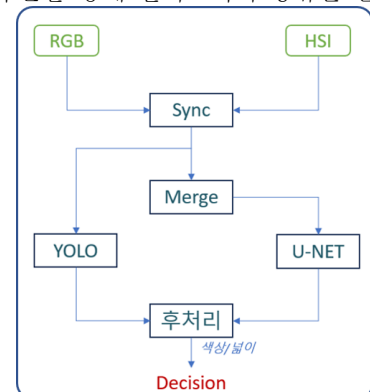 RGB
HSI
Sync
Merge
YOLO
U-NET
후처리
색상/넓이
Decision